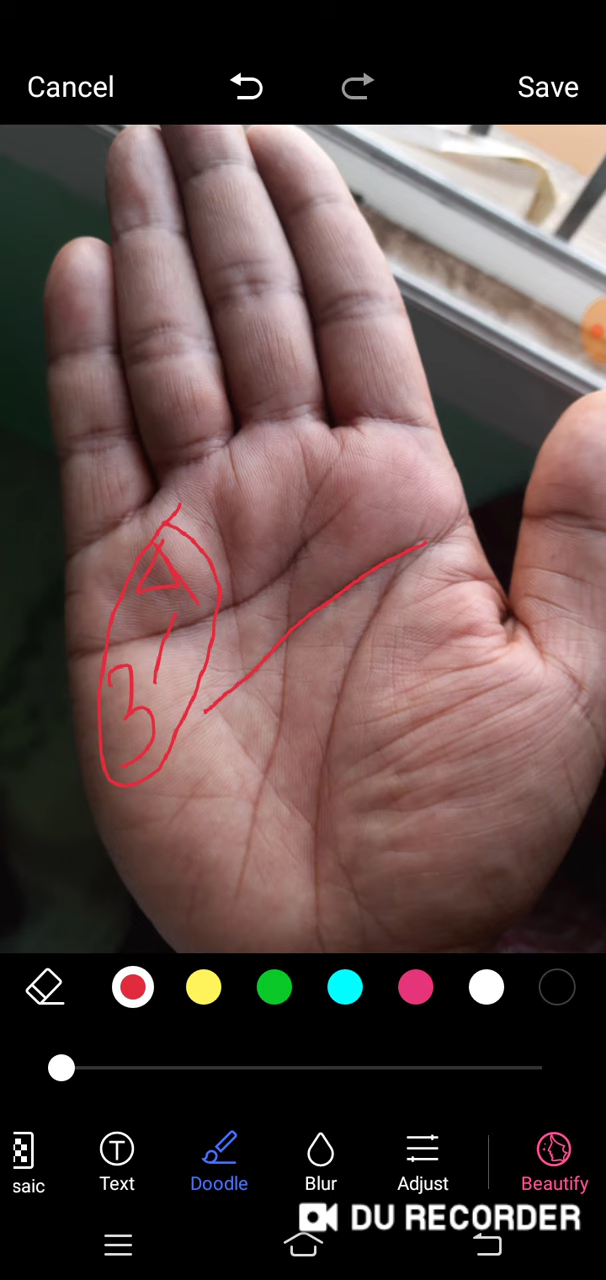 Cancel
Save
A
3
saic
Text
Doodle
Blur
Adjust
Beautify
DU RECORDER